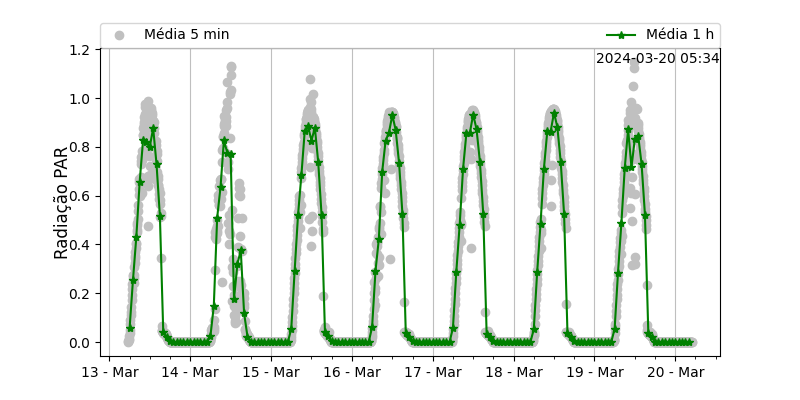 Média 5 min
Média 1 h
2024-03-20 05:34
1.2
1.0
0.8
0.6
0.4
0.2
0.0
Radiação PAR
13 - Mar
14 - Mar
15 - Mar
16 - Mar
17 - Mar
18 - Mar
19 - Mar
20 - Mar